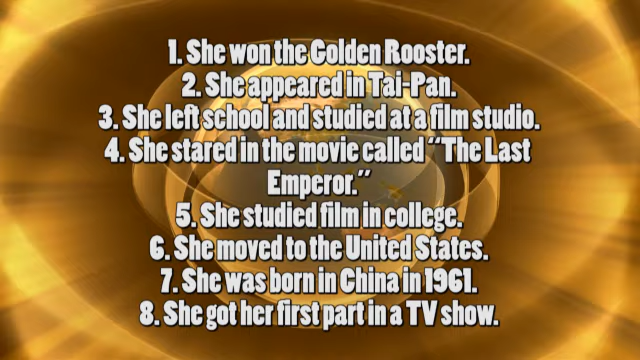 1. She won the Golden Rooster.
2. She appeared in Tai-Pan.
3. She left school and studied at a film studio.
4. She stared in the movie called "The Last
Emperor."
5. She studied film in college.
6. She moved to the United States.
7. She was born in China in 1961.
8. She got her first part in a TV show.